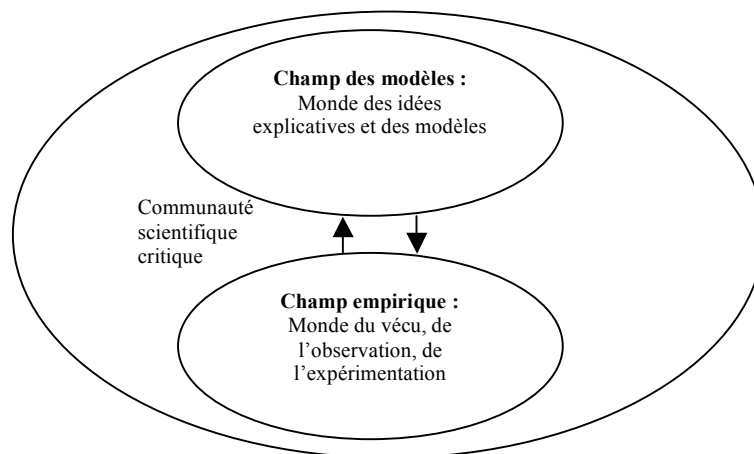 Champ des modèles :
Monde des idées
explicatives et des modèles
Communauté
scientifique
critique
Champ empirique :
Monde du vécu, de
l’observation, de
l’expérimentation